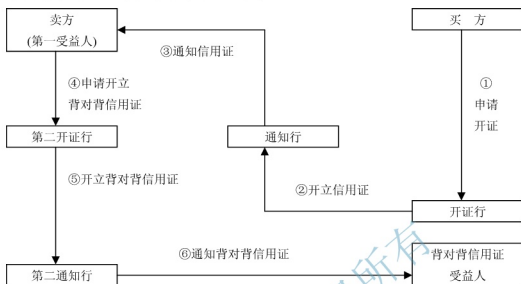 卖方
(第一受益人)
买 方
③通知信用证
④申请开立
背对背信用证
①
申请
开证
第二开证行
通知行
⑤开立背对背信用证
②开立信用证
开证行
⑥通知背对背信用证
背对背信用证
受益人
第二通知行
所有